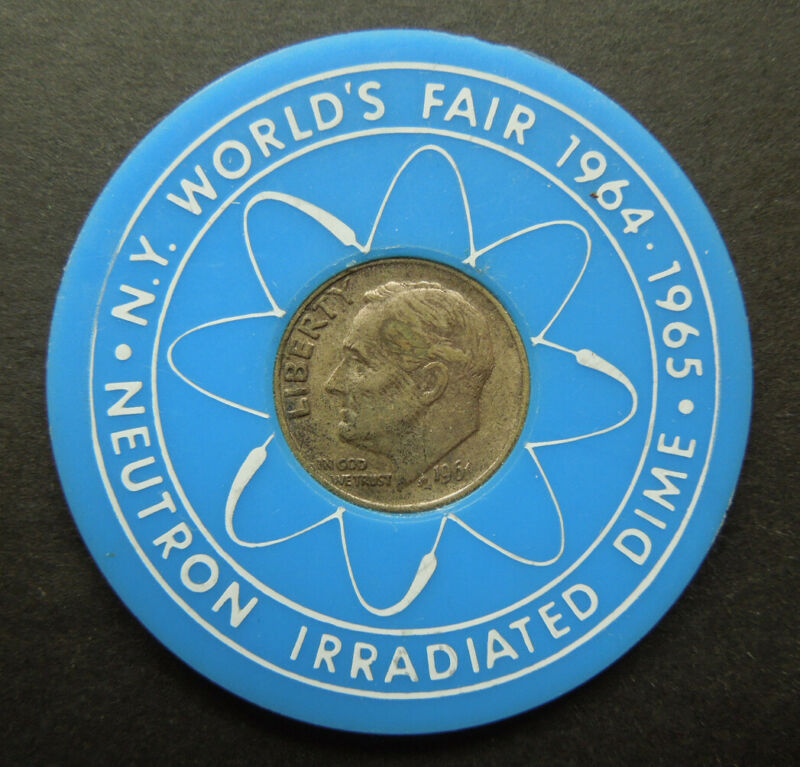 N.Y. WORLD'S FAIR 1964 · 1965 ·
NEUTRON IRRADIATED DIME ·
LIBERTY
IN GOD
WE TRUST
1964